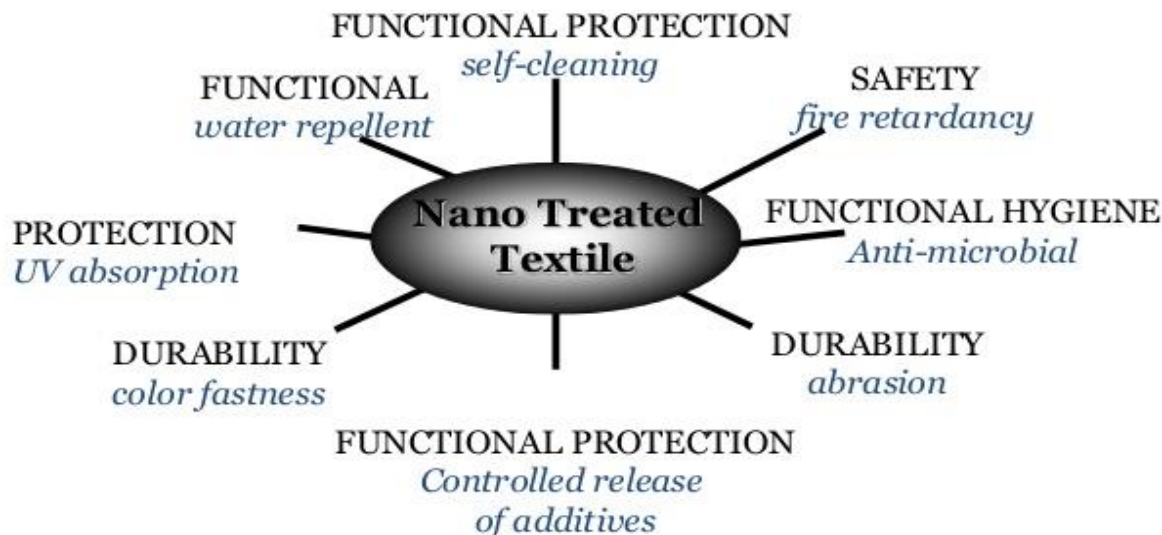 FUNCTIONAL PROTECTION
self-cleaning
FUNCTIONAL
water repellent
SAFETY
fire retardancy
Nano Treated
Textile
PROTECTION
UV absorption
FUNCTIONAL HYGIENE
Anti-microbial
DURABILITY
color fastness
DURABILITY
abrasion
FUNCTIONAL PROTECTION
Controlled release
of additives